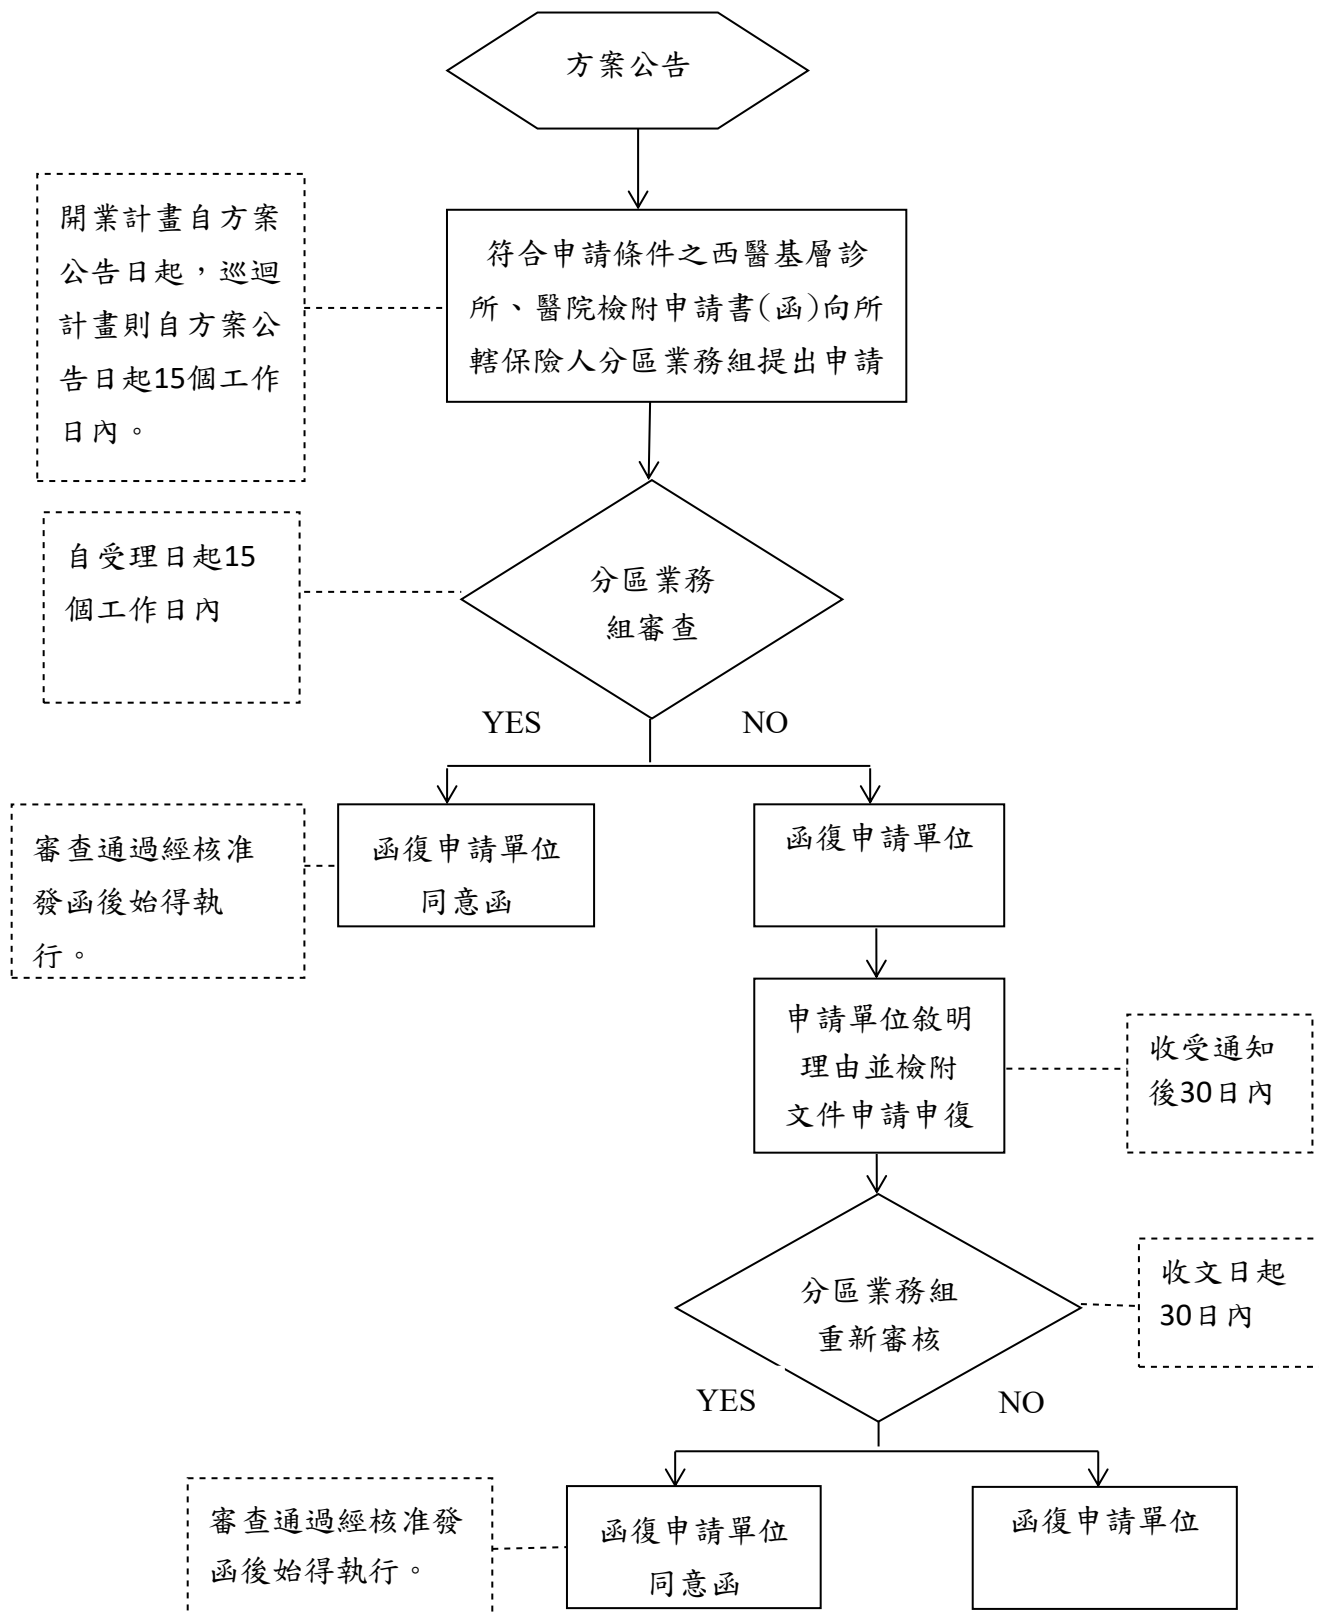 方案公告
開業計畫自方案
公告日起，巡迴
計畫則自方案公
告日起15個工作
日內。
符合申請條件之西醫基層診
所、醫院檢附申請書(函)向所
轄保險人分區業務組提出申請
自受理日起15
個工作日內
分區業務
組審查
YES
NO
審查通過經核准
發函後始得執
行。
函復申請單位
同意函
函復申請單位
申請單位敘明
理由並檢附
文件申請申復
收受通知
後30日內
分區業務組
重新審核
收文日起
30日內
YES
NO
審查通過經核准發
函後始得執行。
函復申請單位
同意函
函復申請單位